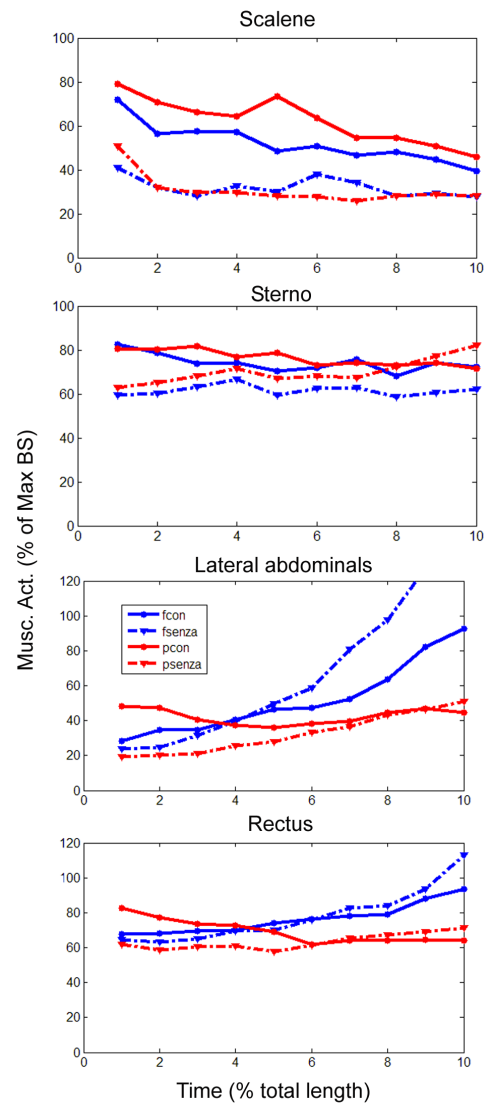 Scalene
100
80
60
40
20
0
0 2 4 6 8 10
Sterno
100
80
60
40
20
0
0 2 4 6 8 10
Musc. Act. (% of Max BS)
Lateral abdominals
120
100
80
60
40
20
0
fcon
fsenza
pcon
psenza
0 2 4 6 8 10
Rectus
120
100
80
60
40
20
0
0 2 4 6 8 10
Time (% total length)